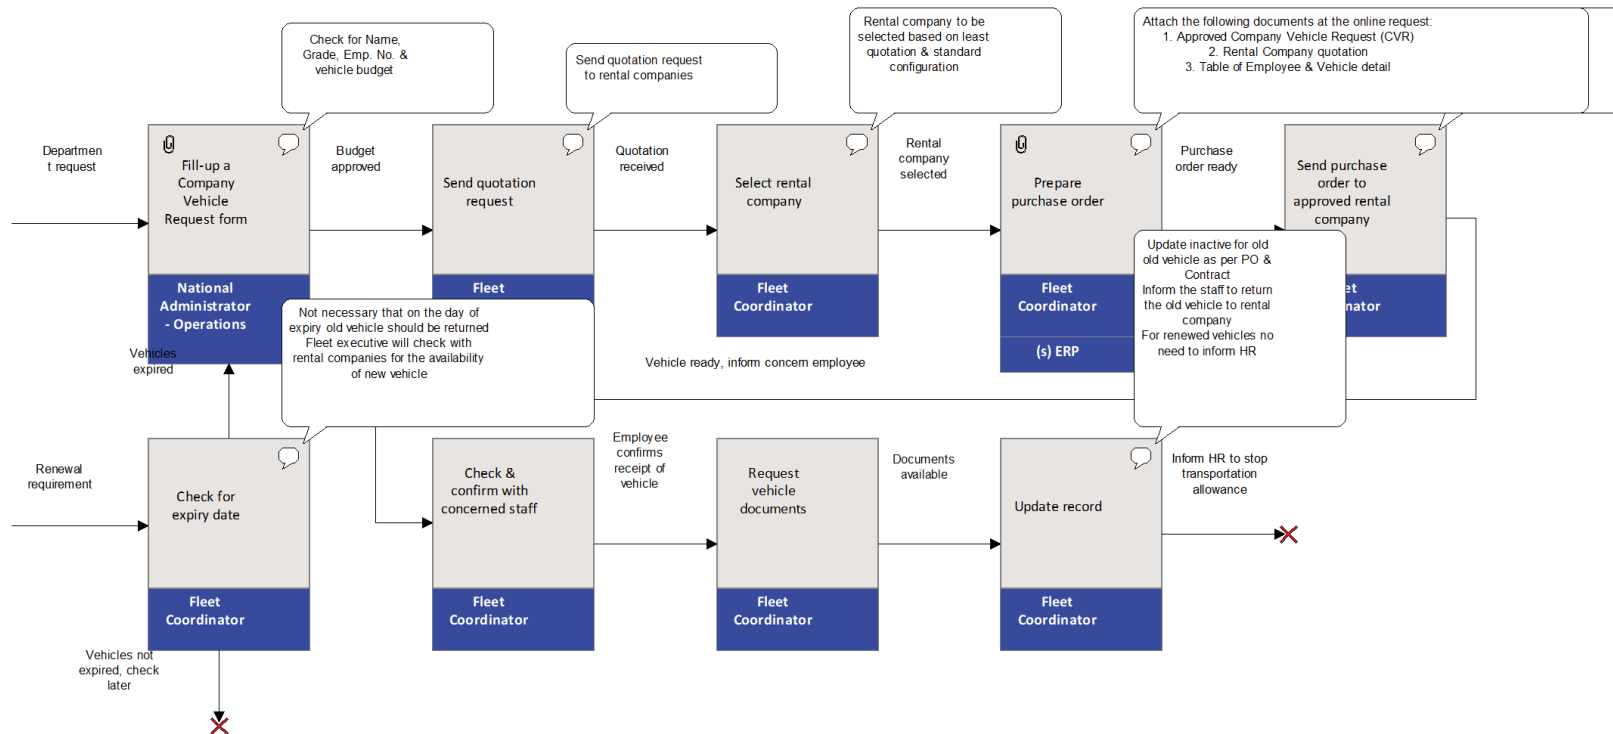 Check for Name,
Grade, Emp. No. &
vehicle budget
Send quotation request
to rental companies
Rental company to be
selected based on least
quotation & standard
configuration
Attach the following documents at the online request:
1. Approved Company Vehicle Request (CVR)
2. Rental Company quotation
3. Table of Employee & Vehicle detail
Departmen
t request
Fill-up a
Company
Vehicle
Request form
National
Administrator
- Operations
Budget
approved
Send quotation
request
Fleet
Quotation
received
Select rental
company
Fleet
Coordinator
Rental
company
selected
Prepare
purchase order
Fleet
Coordinator
(s) ERP
Purchase
order ready
Send purchase
order to
approved rental
company
Update inactive for old
old vehicle as per PO &
Contract
Inform the staff to return
the old vehicle to rental
company
For renewed vehicles no
need to inform HR
Vehicles
expired
Not necessary that on the day of
expiry old vehicle should be returned
Fleet executive will check with
rental companies for the availability
of new vehicle
Vehicle ready, inform concern employee
Renewal
requirement
Check for
expiry date
Fleet
Coordinator
Check &
confirm with
concerned staff
Fleet
Coordinator
Employee
confirms
receipt of
vehicle
Request
vehicle
documents
Fleet
Coordinator
Documents
available
Update record
Fleet
Coordinator
Inform HR to stop
transportation
allowance
Vehicles not
expired, check
later